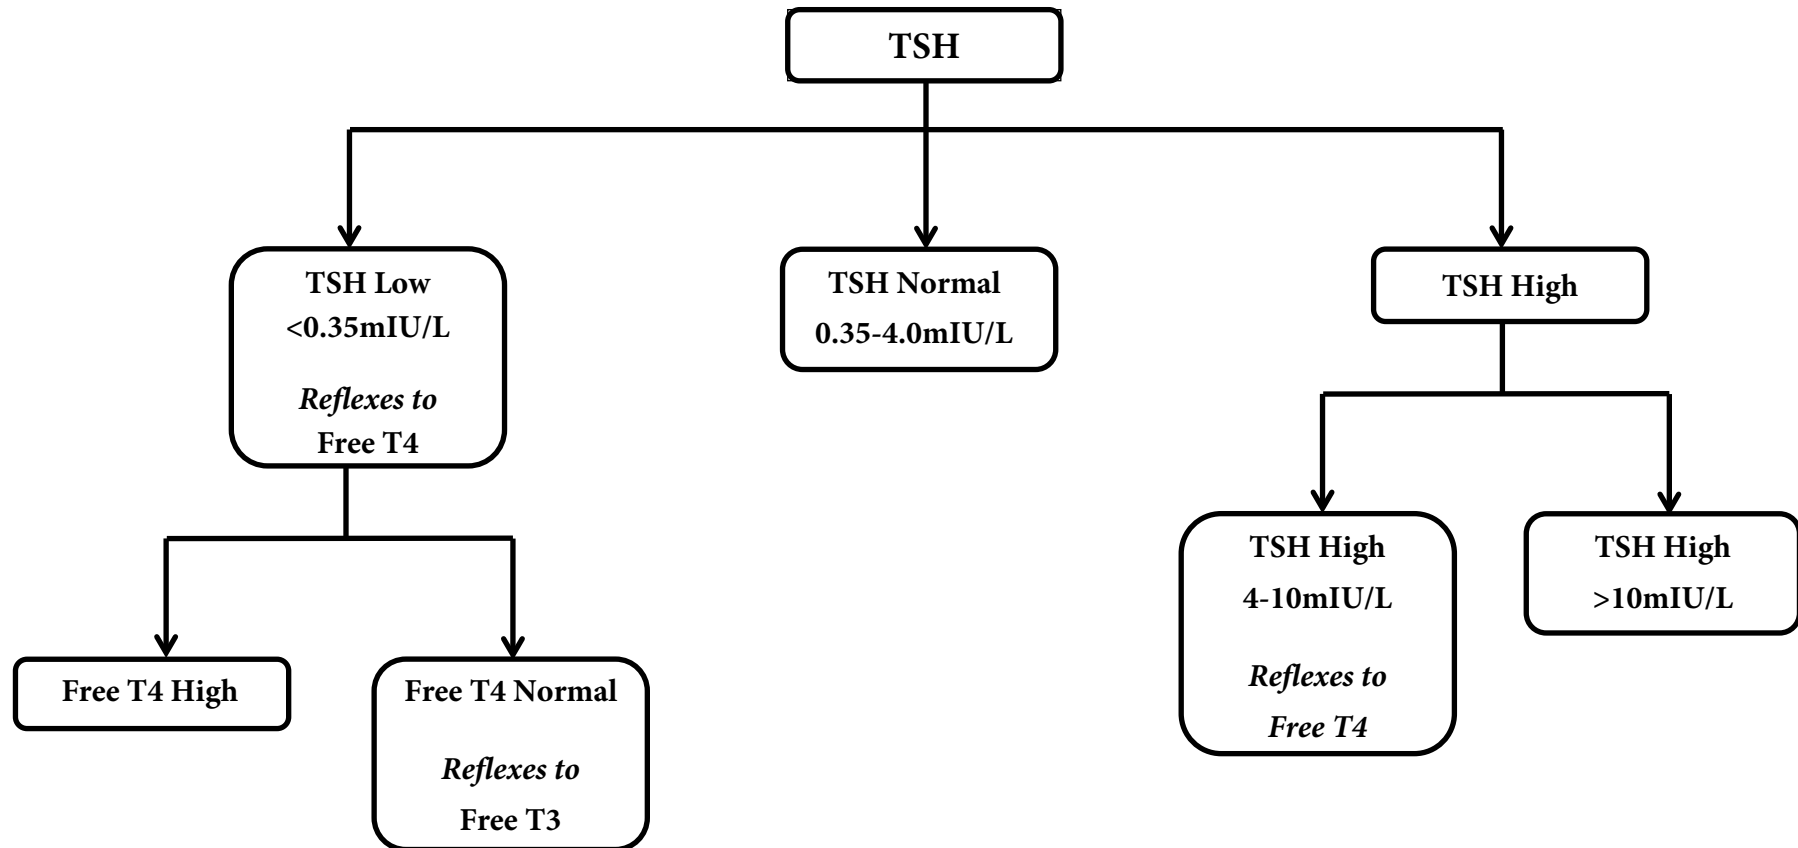 TSH
TSH Low
<0.35mIU/L
Reflexes to
Free T4
TSH Normal
0.35-4.0mIU/L
TSH High
TSH High
4-10mIU/L
Reflexes to
Free T4
TSH High
>10mIU/L
Free T4 High
Free T4 Normal
Reflexes to
Free T3